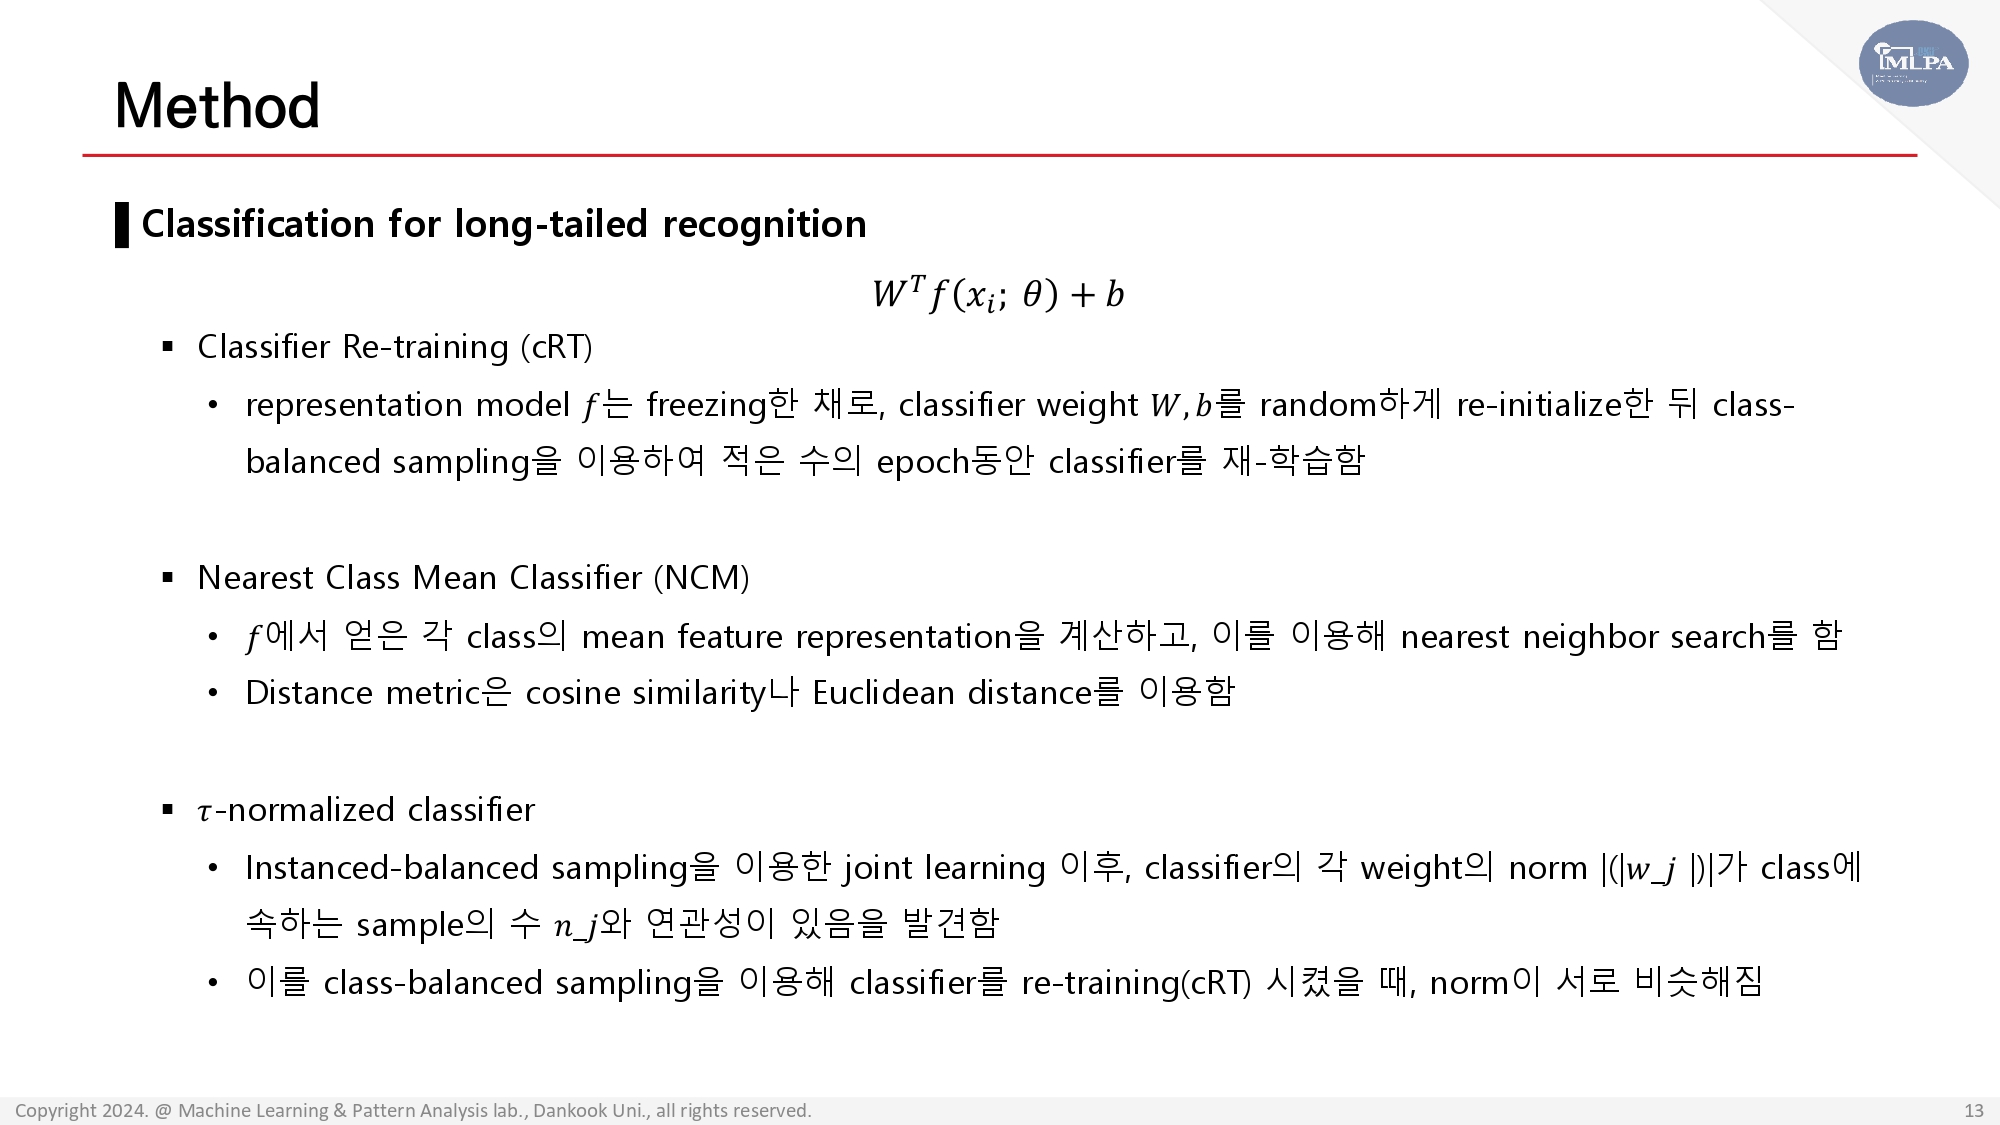 MLPA
Method
Classification for long-tailed recognition
$W^T f(x_i; θ) + b$
▪ Classifier Re-training (cRT)
• representation model f는 freezing한 채로, classifier weight W, b를 random하게 re-initialize한 뒤 class-
balanced sampling을 이용하여 적은 수의 epoch동안 classifier를 재-학습함
▪ Nearest Class Mean Classifier (NCM)
• f에서 얻은 각 class의 mean feature representation을 계산하고, 이를 이용해 nearest neighbor search를 함
• Distance metric은 cosine similarity나 Euclidean distance를 이용함
▪ τ-normalized classifier
• Instanced-balanced sampling을 이용한 joint learning 이후, classifier의 각 weight의 norm |(|w_j |)|가 class에
속하는 sample의 수 n_j와 연관성이 있음을 발견함
• 이를 class-balanced sampling을 이용해 classifier를 re-training(cRT) 시켰을 때, norm이 서로 비슷해짐
Copyright 2024. @ Machine Learning & Pattern Analysis lab., Dankook Uni., all rights reserved.
13